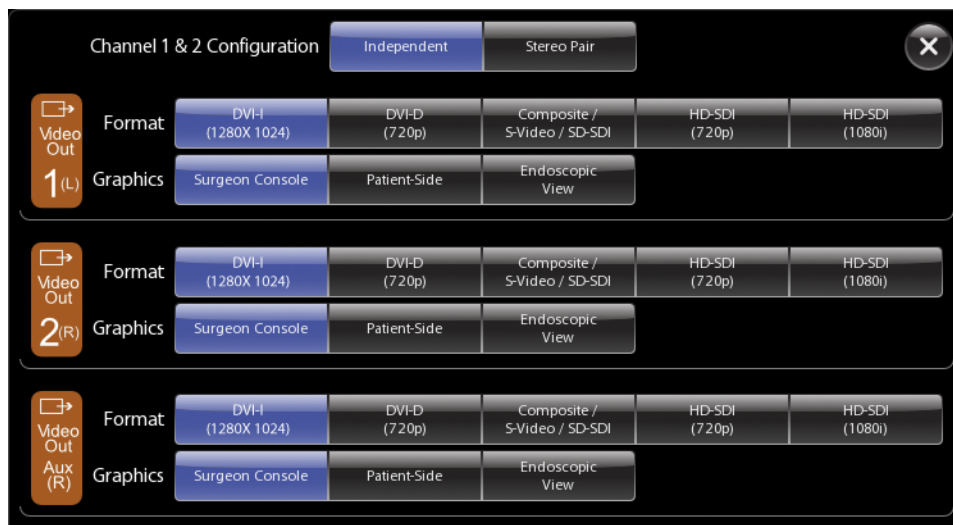 Channel 1 & 2 Configuration
Independent
Stereo Pair
Video
Out
1(L)
Format
DVI-I
(1280X 1024)
DVI-D
(720p)
Composite /
S-Video / SD-SDI
HD-SDI
(720p)
HD-SDI
(1080i)
Graphics
Surgeon Console
Patient-Side
Endoscopic
View
Video
Out
2(R)
Format
DVI-I
(1280X 1024)
DVI-D
(720p)
Composite /
S-Video / SD-SDI
HD-SDI
(720p)
HD-SDI
(1080i)
Graphics
Surgeon Console
Patient-Side
Endoscopic
View
Video
Out
Aux
(R)
Format
DVI-I
(1280X 1024)
DVI-D
(720p)
Composite /
S-Video / SD-SDI
HD-SDI
(720p)
HD-SDI
(1080i)
Graphics
Surgeon Console
Patient-Side
Endoscopic
View